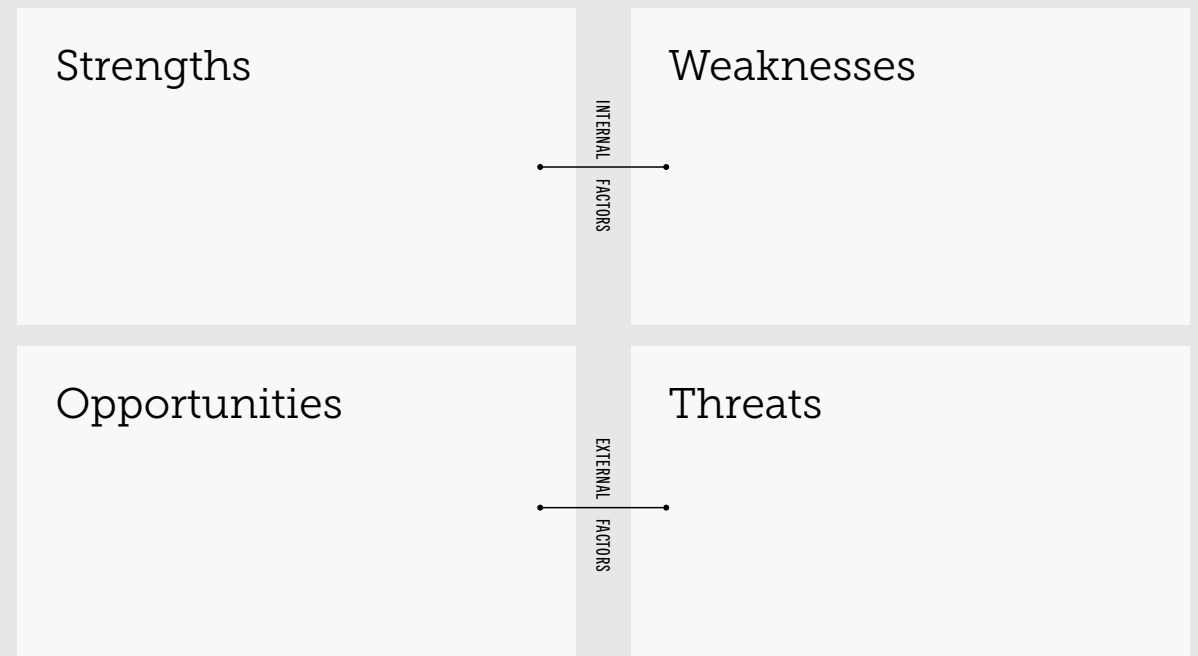 Strengths
Weaknesses
INTERNAL FACTORS
Opportunities
Threats
EXTERNAL FACTORS